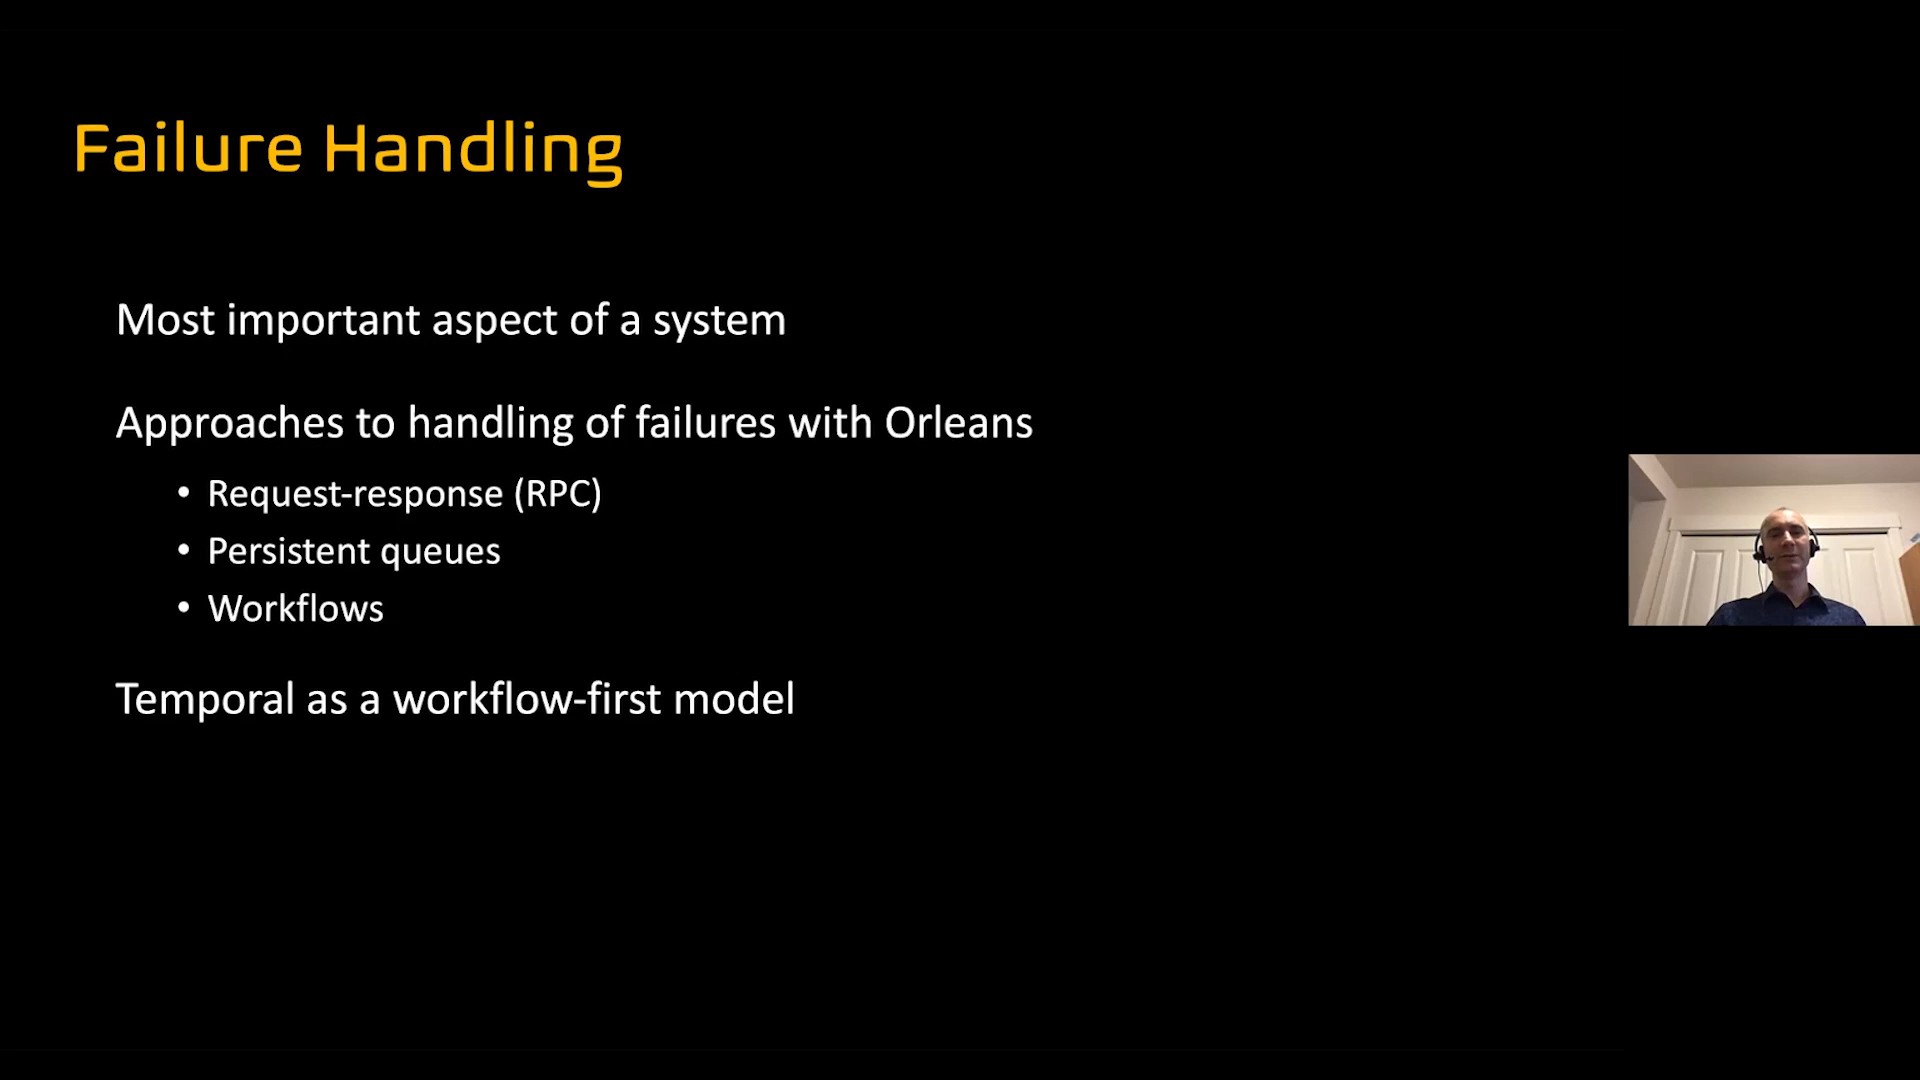 Failure Handling
Most important aspect of a system
Approaches to handling of failures with Orleans
• Request-response (RPC)
• Persistent queues
• Workflows
Temporal as a workflow-first model